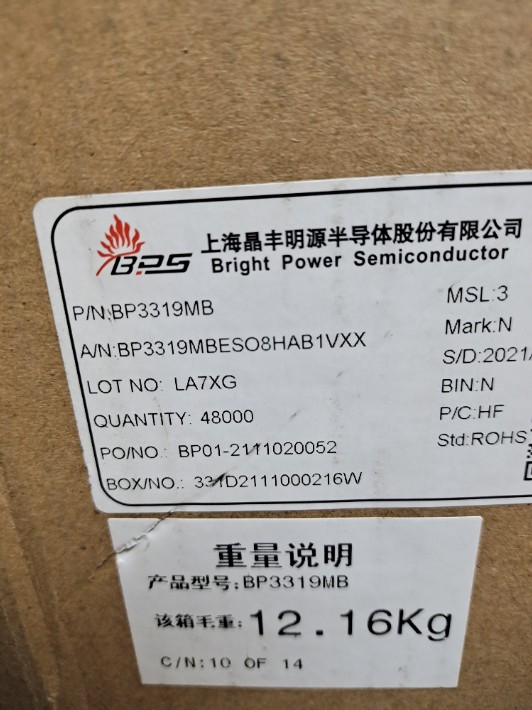 BPS
上海晶丰明源半导体股份有限公司
Bright Power Semiconductor
P/N:BP3319MB
MSL:3
A/N:BP3319MBESO8HAB1VXX
Mark:N
S/D:2021/
LOT NO: LA7XG
BIN:N
QUANTITY: 48000
P/C:HF
PO/NO.: BP01-2111020052
Std:ROHS
BOX/NO.: 331D2111000216W
重量说明
产品型号:BP3319MB
该箱毛重:12.16Kg
C/N:10 OF 14